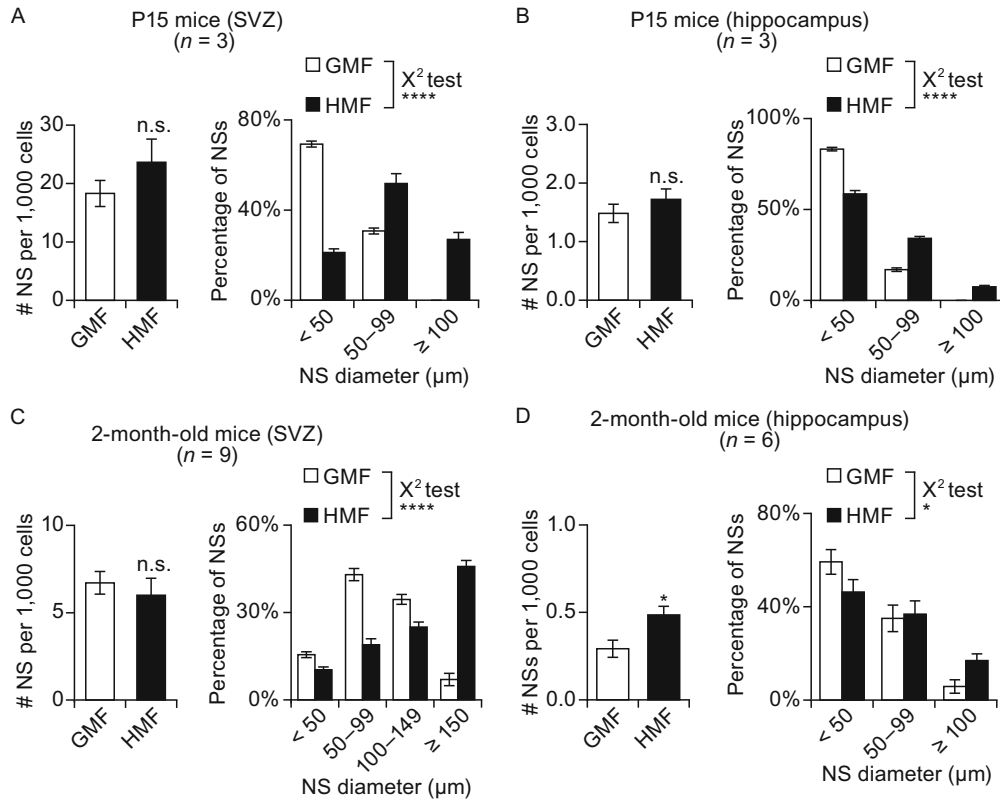 A
P15 mice (SVZ)
(n = 3)
# NS per 1,000 cells
30
20
10
0
n.s.
GMF
HMF
GMF
HMF
X² test
****
Percentage of NSs
80%
40%
0%
< 50
50–99
≥ 100
NS diameter (µm)
B
P15 mice (hippocampus)
(n = 3)
# NS per 1,000 cells
3.0
2.0
1.0
0.0
n.s.
GMF
HMF
GMF
HMF
X² test
****
Percentage of NSs
100%
50%
0%
< 50
50–99
≥ 100
NS diameter (µm)
C
2-month-old mice (SVZ)
(n = 9)
# NS per 1,000 cells
10
5
0
n.s.
GMF
HMF
GMF
HMF
X² test
****
Percentage of NSs
60%
30%
0%
< 50
50–99
100–149
≥ 150
NS diameter (µm)
D
2-month-old mice (hippocampus)
(n = 6)
# NSs per 1,000 cells
1.0
0.5
0.0
*
GMF
HMF
GMF
HMF
X² test
*
Percentage of NSs
80%
40%
0%
< 50
50–99
≥ 100
NS diameter (µm)